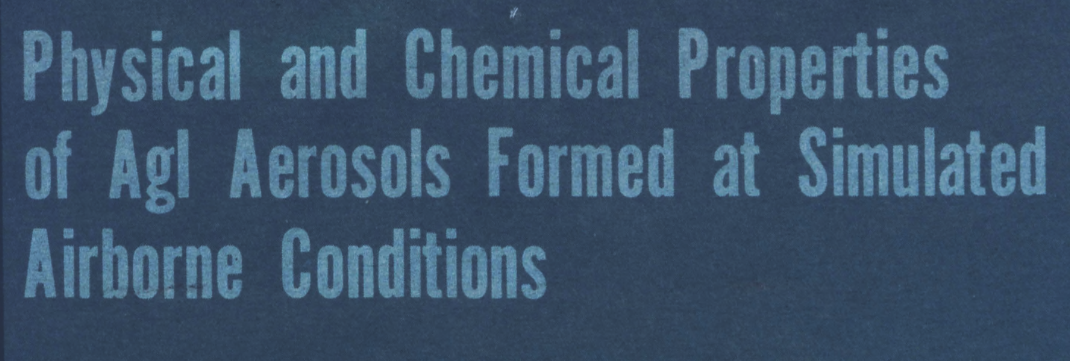 Physical and Chemical Properties
of AgI Aerosols Formed at Simulated
Airborne Conditions